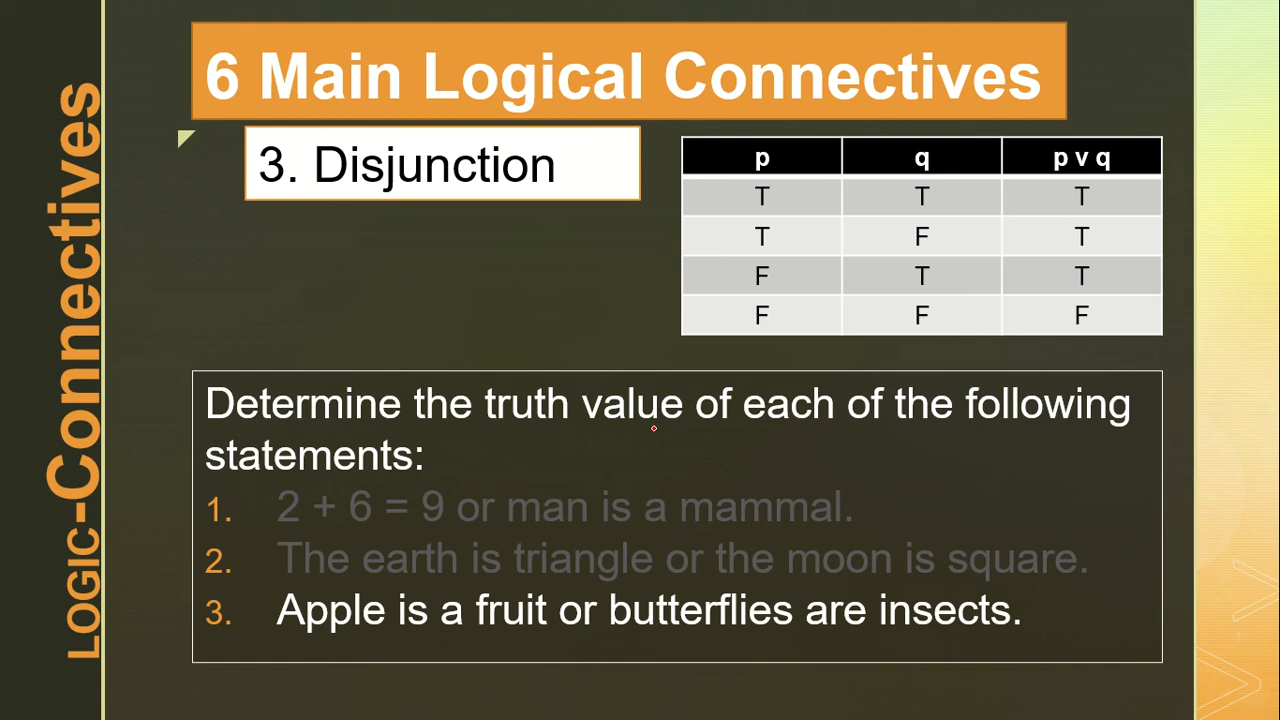 LOGIC-Connectives
6 Main Logical Connectives
3. Disjunction
p q p v q
T T T
T F T
F T T
F F F
Determine the truth value of each of the following
statements:
1. 2 + 6 = 9 or man is a mammal.
2. The earth is triangle or the moon is square.
3. Apple is a fruit or butterflies are insects.